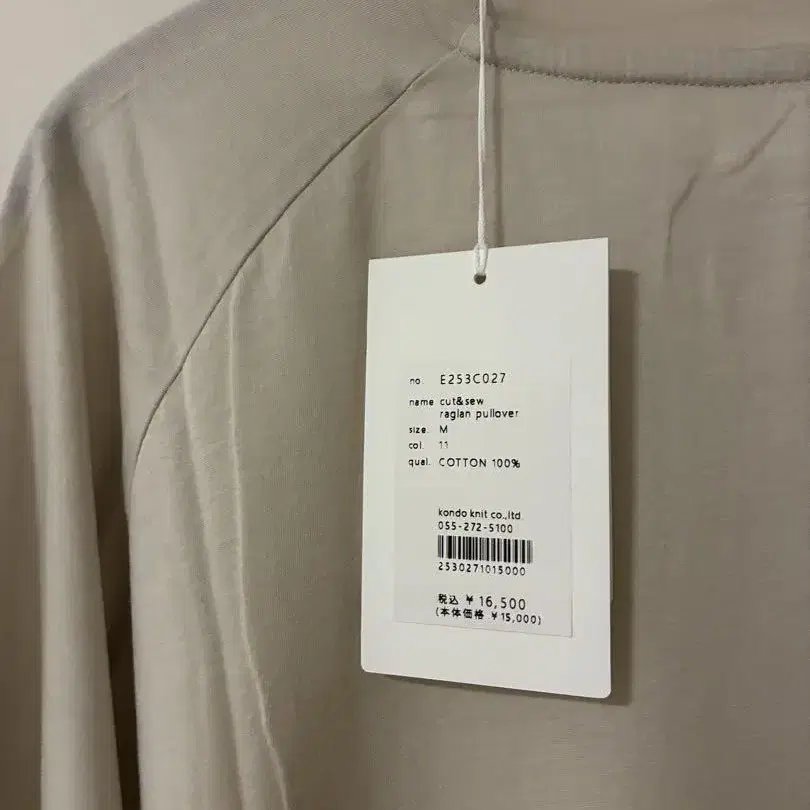 no. E253C027
name cut&sew
raglan pullover
size. M
col. 11
qual. COTTON 100%
kondo knit co.,ltd.
055-272-5100
2530271015000
税込 ¥16,500
(本体価格 ¥15,000)